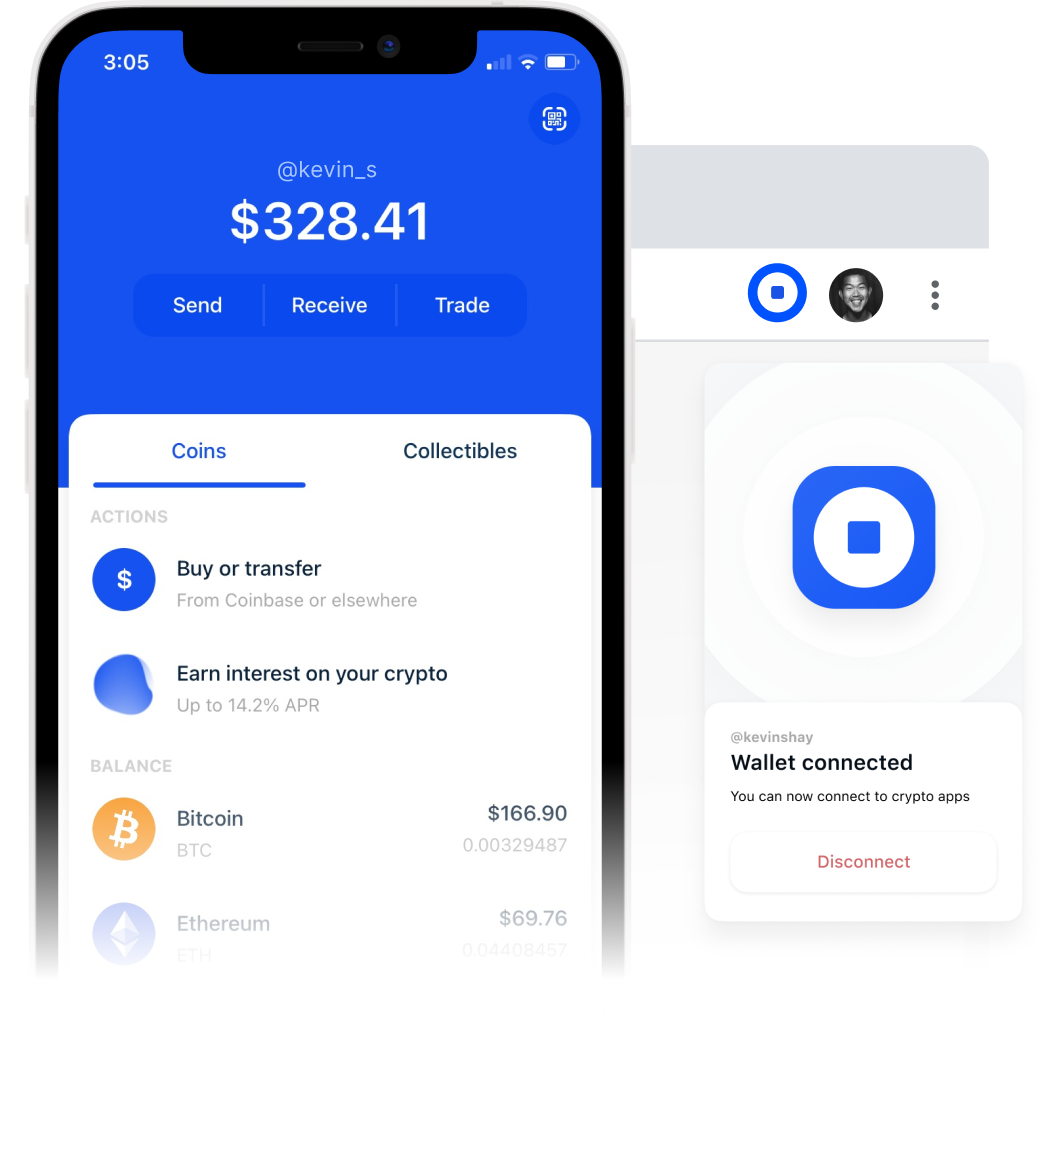 3:05
@kevin_s
$328.41
Send Receive Trade
Coins Collectibles
ACTIONS
$
Buy or transfer
From Coinbase or elsewhere
Earn interest on your crypto
Up to 14.2% APR
BALANCE
Bitcoin $166.90
BTC 0.00329487
Ethereum $69.76
ETH 0.04408457
@kevinshay
Wallet connected
You can now connect to crypto apps
Disconnect